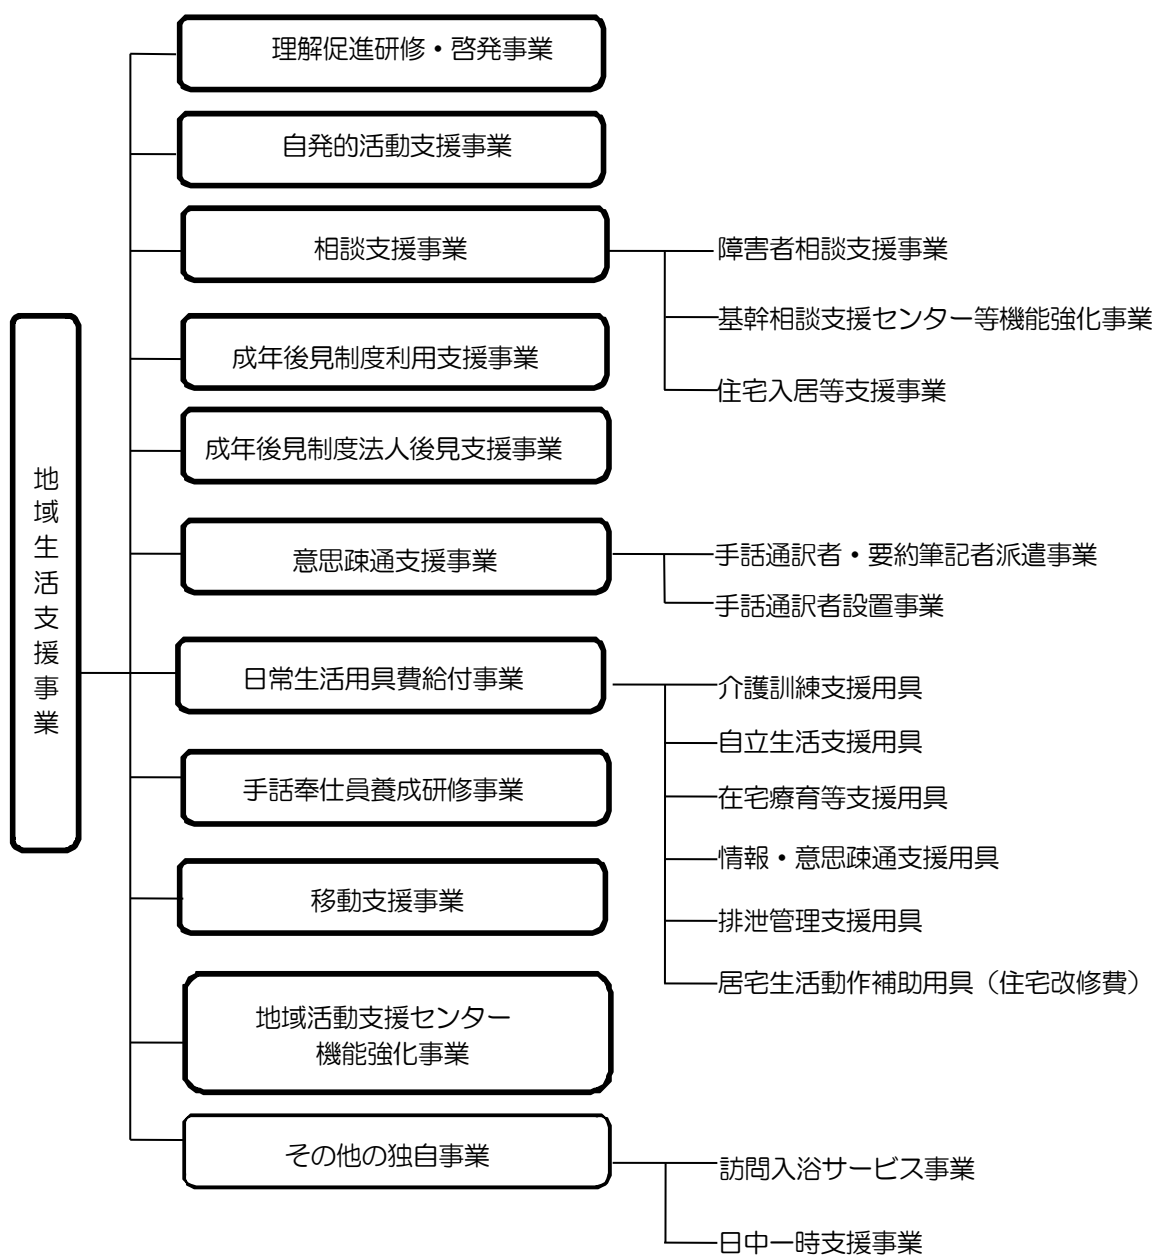 地域生活支援事業
理解促進研修・啓発事業
自発的活動支援事業
相談支援事業
障害者相談支援事業
基幹相談支援センター等機能強化事業
住宅入居等支援事業
成年後見制度利用支援事業
成年後見制度法人後見支援事業
意思疎通支援事業
手話通訳者・要約筆記者派遣事業
手話通訳者設置事業
日常生活用具費給付事業
介護訓練支援用具
自立生活支援用具
在宅療育等支援用具
情報・意思疎通支援用具
排泄管理支援用具
居宅生活動作補助用具（住宅改修費）
手話奉仕員養成研修事業
移動支援事業
地域活動支援センター
機能強化事業
その他の独自事業
訪問入浴サービス事業
日中一時支援事業